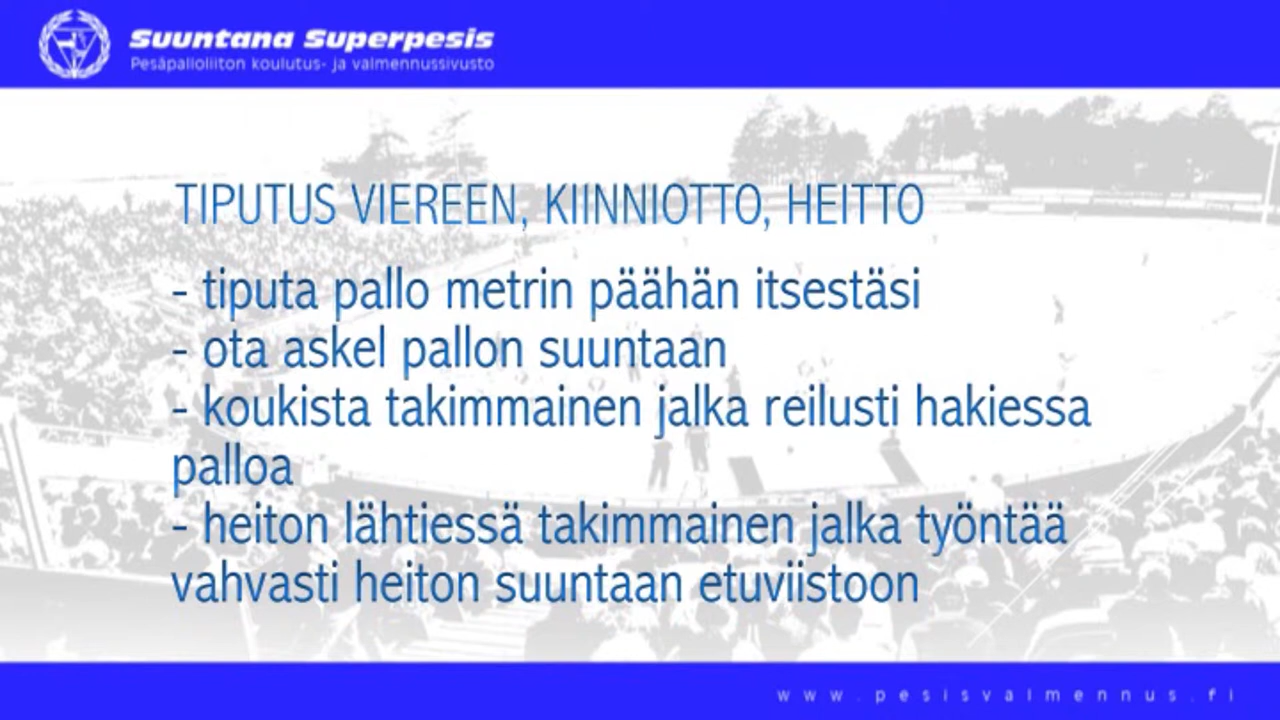 Suuntana Superpesis
Pesäpalloliiton koulutus- ja valmennussivusto
TIPUTUS VIEREEN, KIINNIOTTO, HEITTO
- tiputa pallo metrin päähän itsestäsi
- ota askel pallon suuntaan
- koukista takimmainen jalka reilusti hakiessa
palloa
- heiton lähtiessä takimmainen jalka työntää
vahvasti heiton suuntaan etuviistoon
www.pesisvalmennus.fi